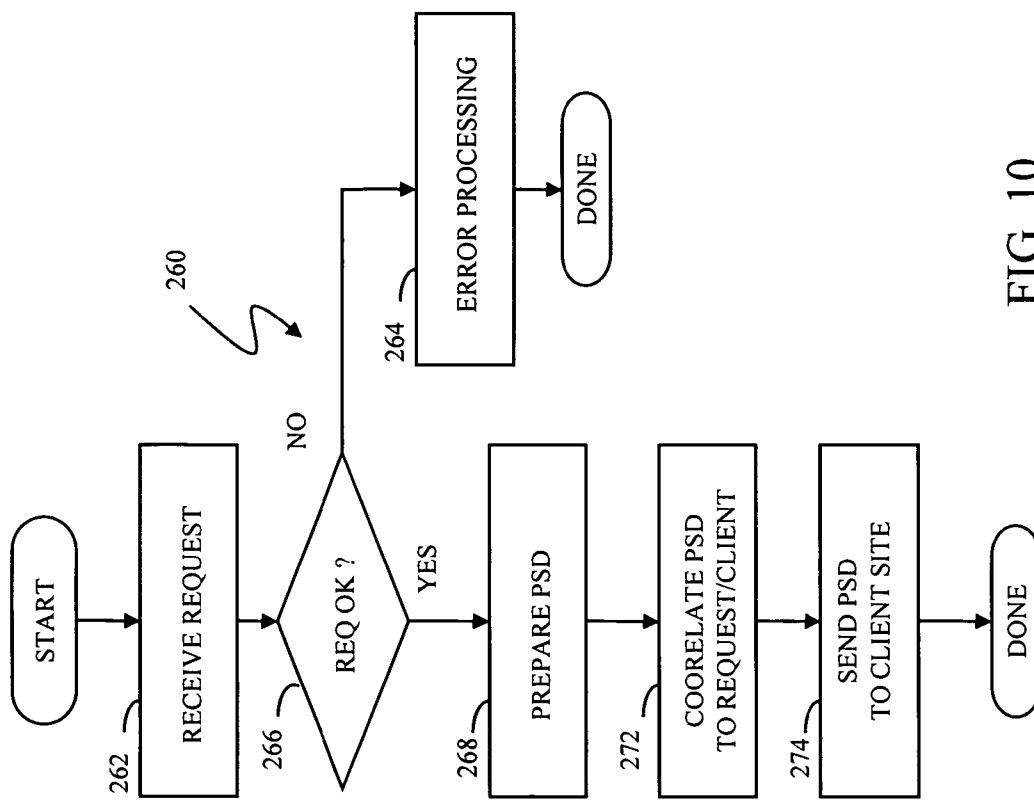 START
262
RECEIVE REQUEST
260
266
REQ OK ?
NO
YES
264
ERROR PROCESSING
DONE
268
PREPARE PSD
272
COORELATE PSD
TO REQUEST/CLIENT
274
SEND PSD
TO CLIENT SITE
DONE
FIG. 10